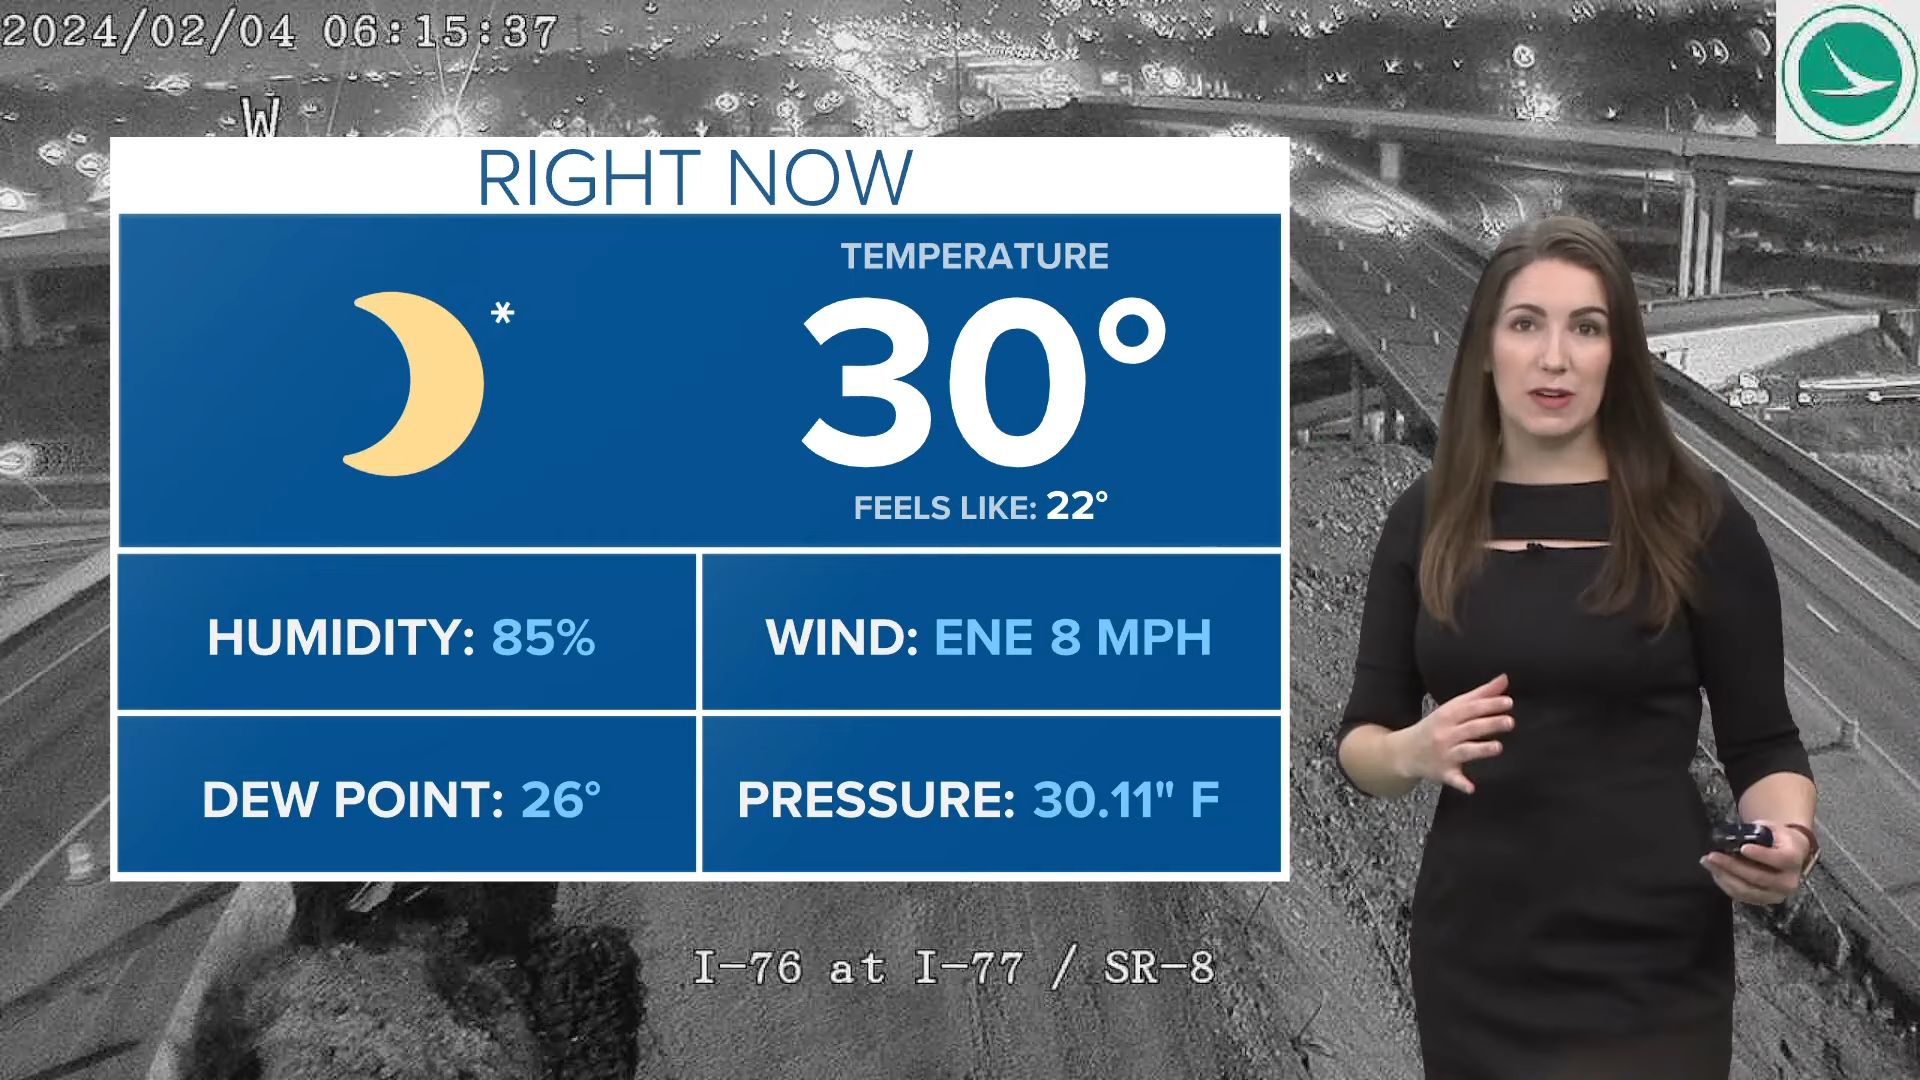 2024/02/04 06:15:37
W
RIGHT NOW
*
TEMPERATURE
30°
FEELS LIKE: 22°
HUMIDITY: 85%
WIND: ENE 8 MPH
DEW POINT: 26°
PRESSURE: 30.11" F
I-76 at I-77 / SR-8